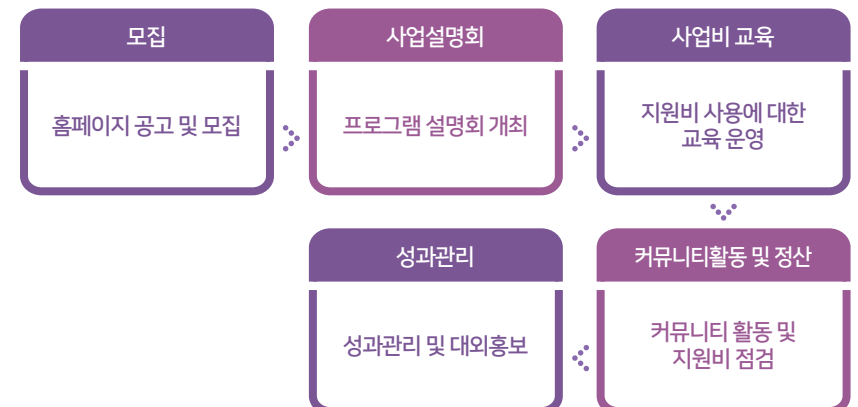 모집
홈페이지 공고 및 모집
사업설명회
프로그램 설명회 개최
사업비 교육
지원비 사용에 대한
교육 운영
커뮤니티활동 및 정산
커뮤니티 활동 및
지원비 점검
성과관리
성과관리 및 대외홍보